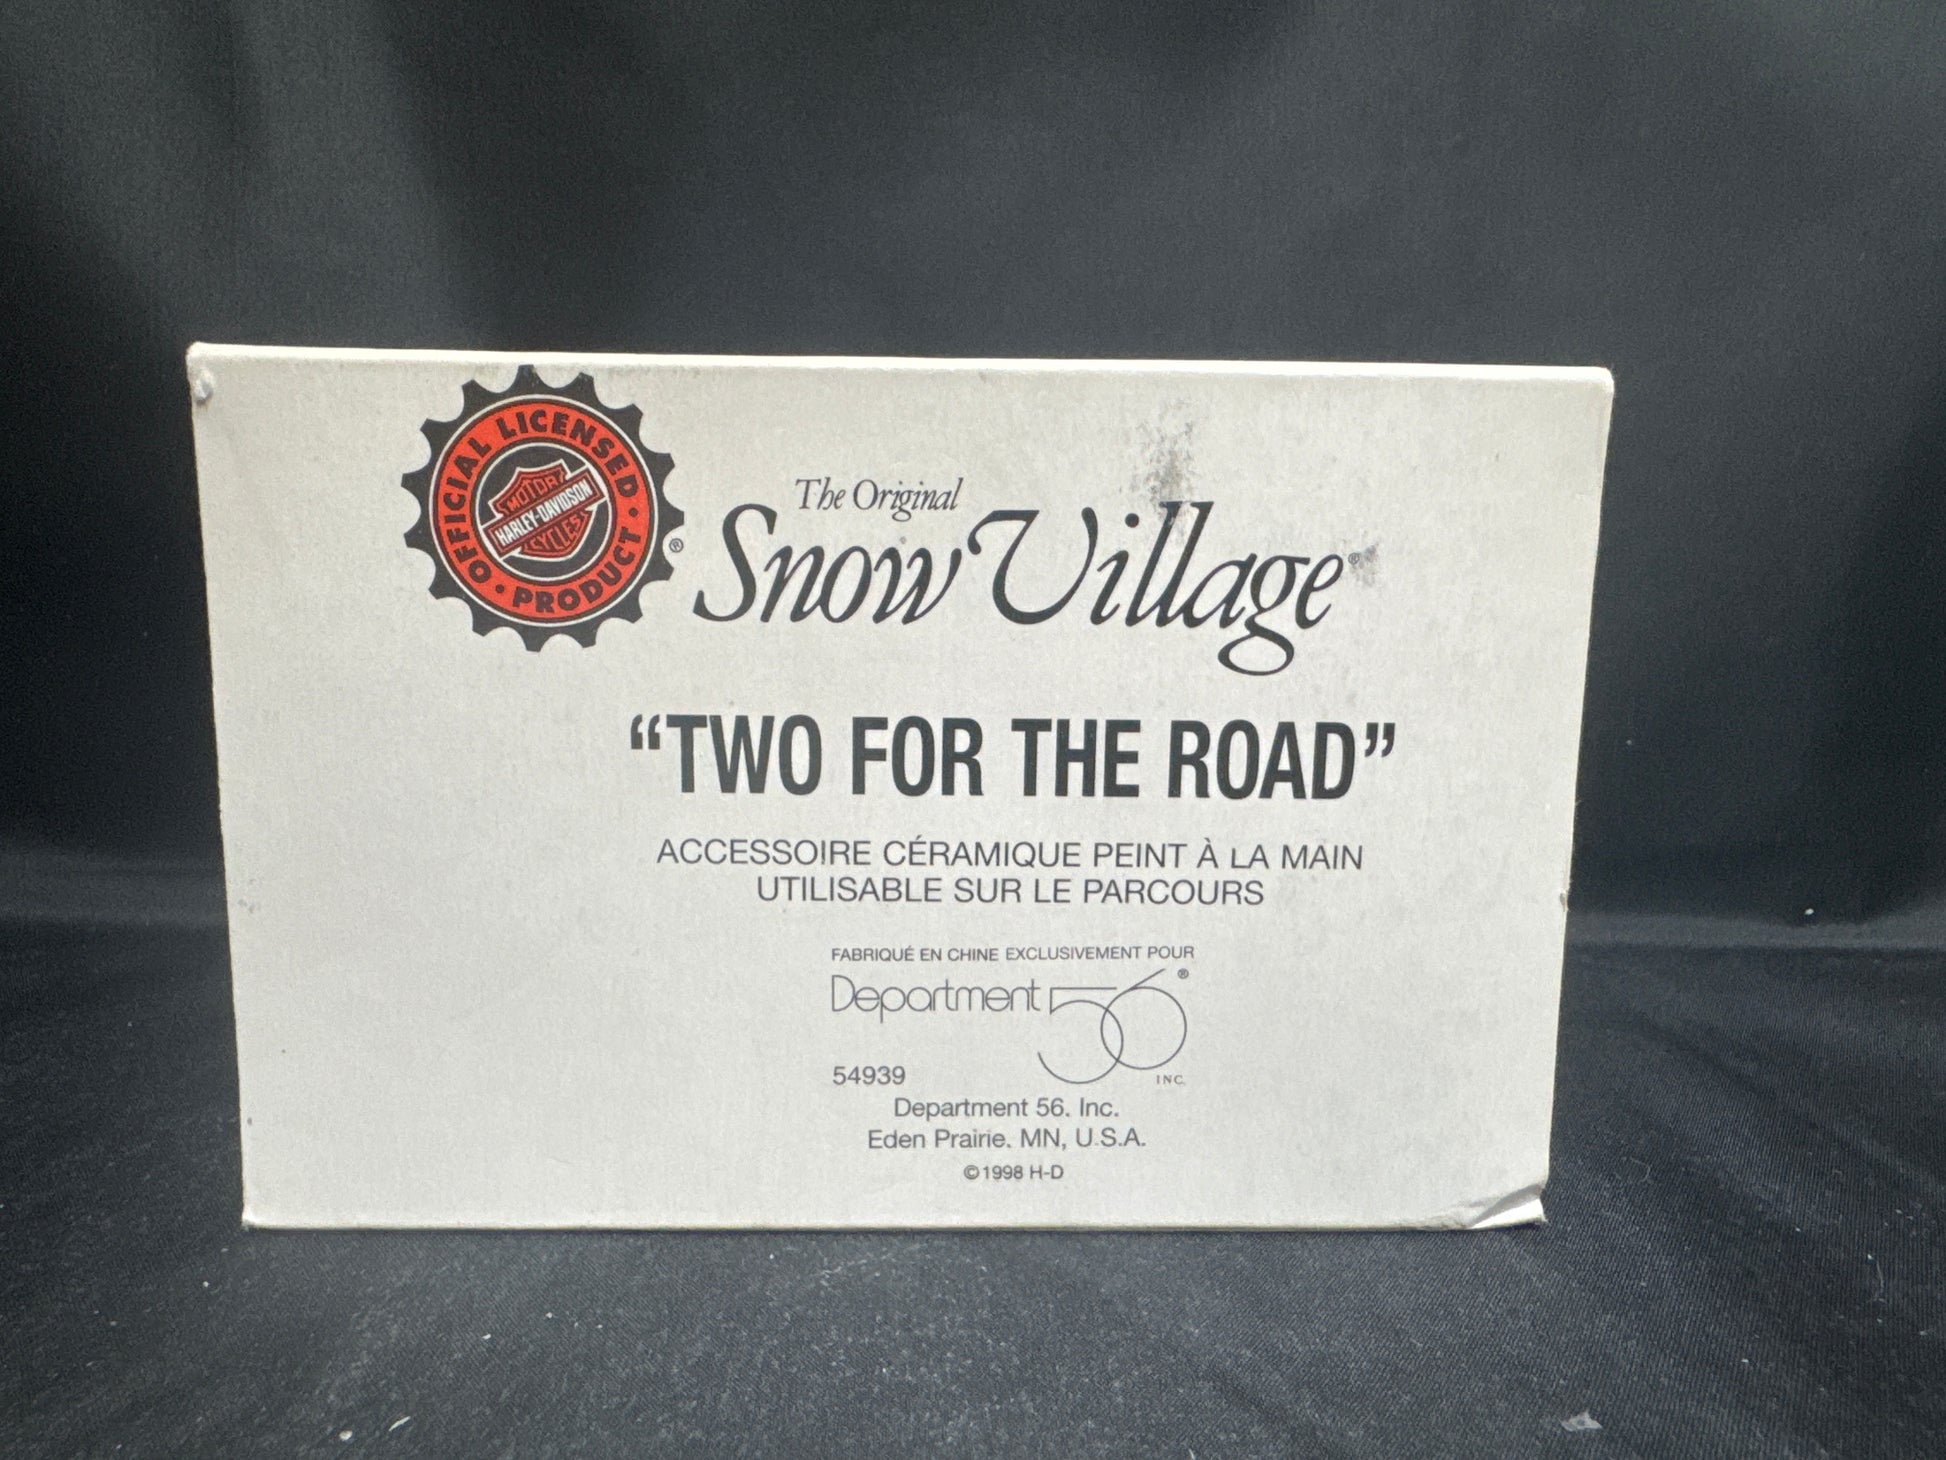 OFFICIAL LICENSED
MOTOR
HARLEY-DAVIDSON
CYCLES
PRODUCT
®
The Original
Snow Village®
“TWO FOR THE ROAD”
ACCESSOIRE CÉRAMIQUE PEINT À LA MAIN
UTILISABLE SUR LE PARCOURS
FABRIQUÉ EN CHINE EXCLUSIVEMENT POUR
Department 56®
INC.
54939
Department 56, Inc.
Eden Prairie, MN, U.S.A.
©1998 H-D